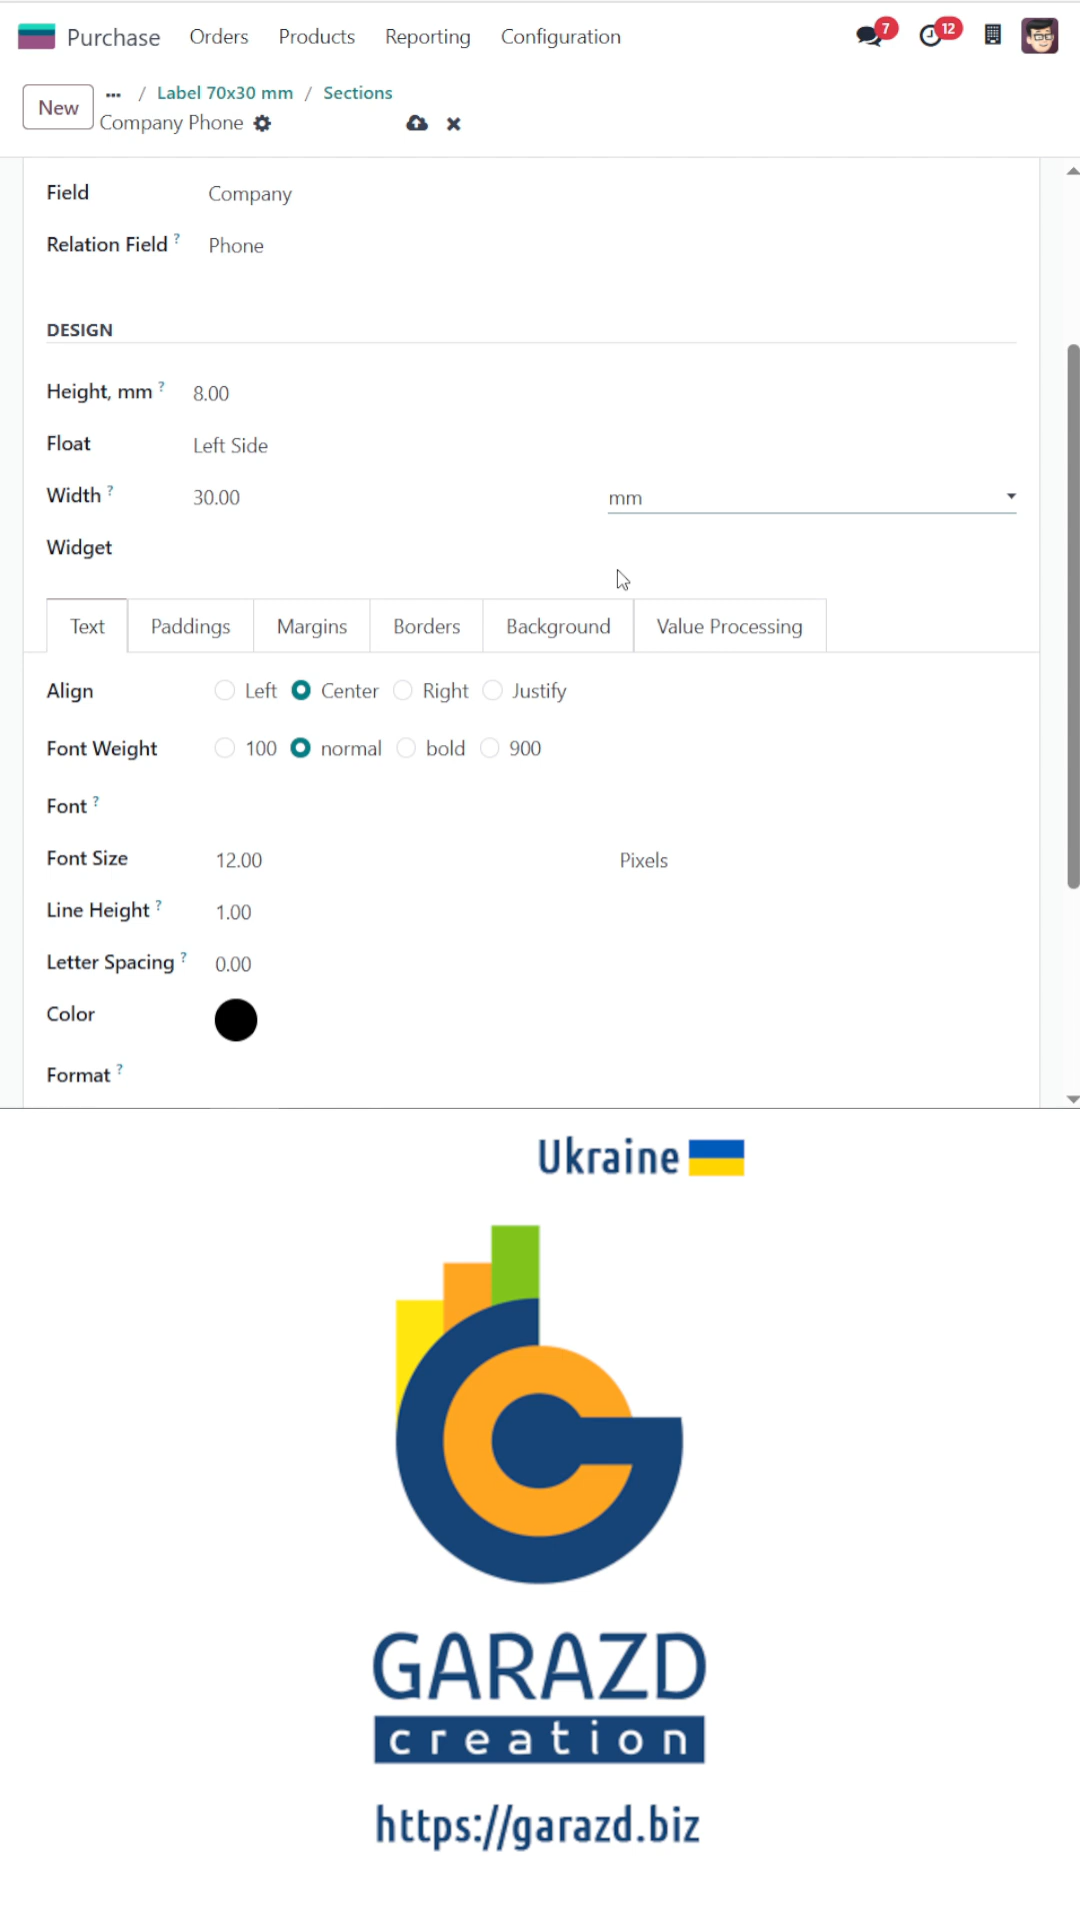 Purchase Orders Products Reporting Configuration 7 12
New ... / Label 70x30 mm / Sections
Company Phone
Field Company
Relation Field ? Phone
DESIGN
Height, mm ? 8.00
Float Left Side
Width ? 30.00 mm
Widget
Text Paddings Margins Borders Background Value Processing
Align Left Center Right Justify
Font Weight 100 normal bold 900
Font ?
Font Size 12.00 Pixels
Line Height ? 1.00
Letter Spacing ? 0.00
Color
Format ?
Ukraine
GARAZD
creation
https://garazd.biz